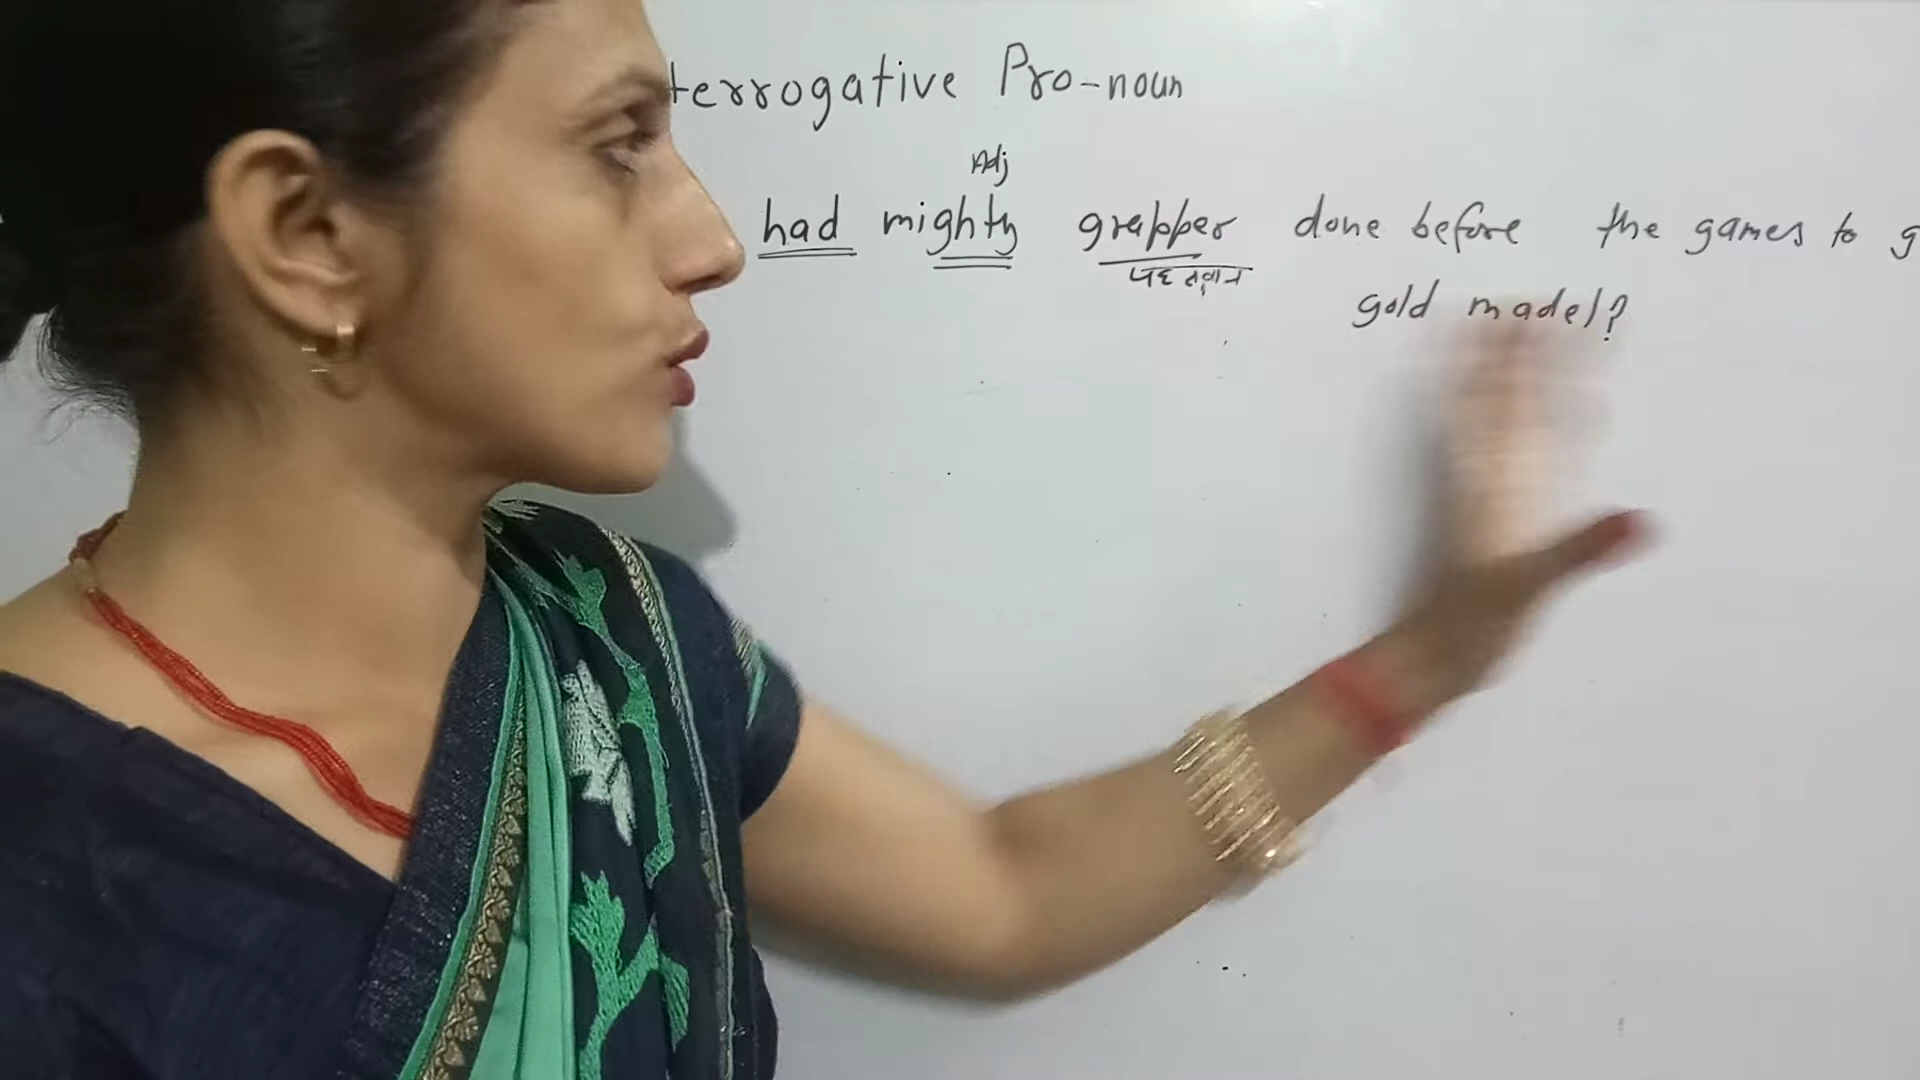 terrogative Pro-noun
Adj
had mighty grapper done before the games to g
पहलवान
gold madel?